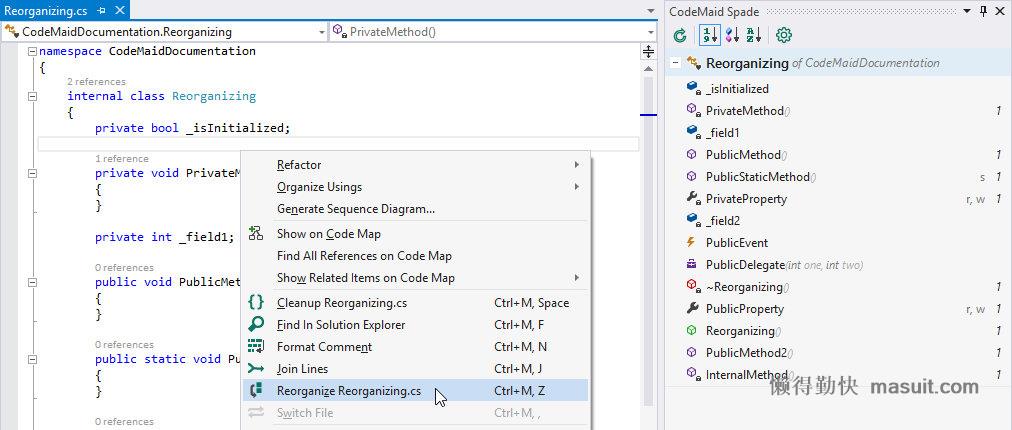 Reorganizing.cs
CodeMaidDocumentation.Reorganizing
PrivateMethod()
namespace CodeMaidDocumentation
{
2 references
internal class Reorganizing
{
private bool _isInitialized;
1 reference
private void PrivateM
{
}
private int _field1;
0 references
public void PublicMet
{
}
0 references
public static void Pu
{
}
0 references
Refactor
Organize Usings
Generate Sequence Diagram...
Show on Code Map
Find All References on Code Map
Show Related Items on Code Map
Cleanup Reorganizing.cs Ctrl+M, Space
Find In Solution Explorer Ctrl+M, F
Format Comment Ctrl+M, N
Join Lines Ctrl+M, J
Reorganize Reorganizing.cs Ctrl+M, Z
Switch File Ctrl+M, ,
CodeMaid Spade
Reorganizing of CodeMaidDocumentation
_isInitialized
PrivateMethod() 1
_field1
PublicMethod() 1
PublicStaticMethod() s 1
PrivateProperty r, w 1
_field2
PublicEvent
PublicDelegate(int one, int two)
~Reorganizing() 1
PublicProperty r, w 1
Reorganizing() 1
PublicMethod2() 1
InternalMethod() 1
懒得勤快 masuit.com